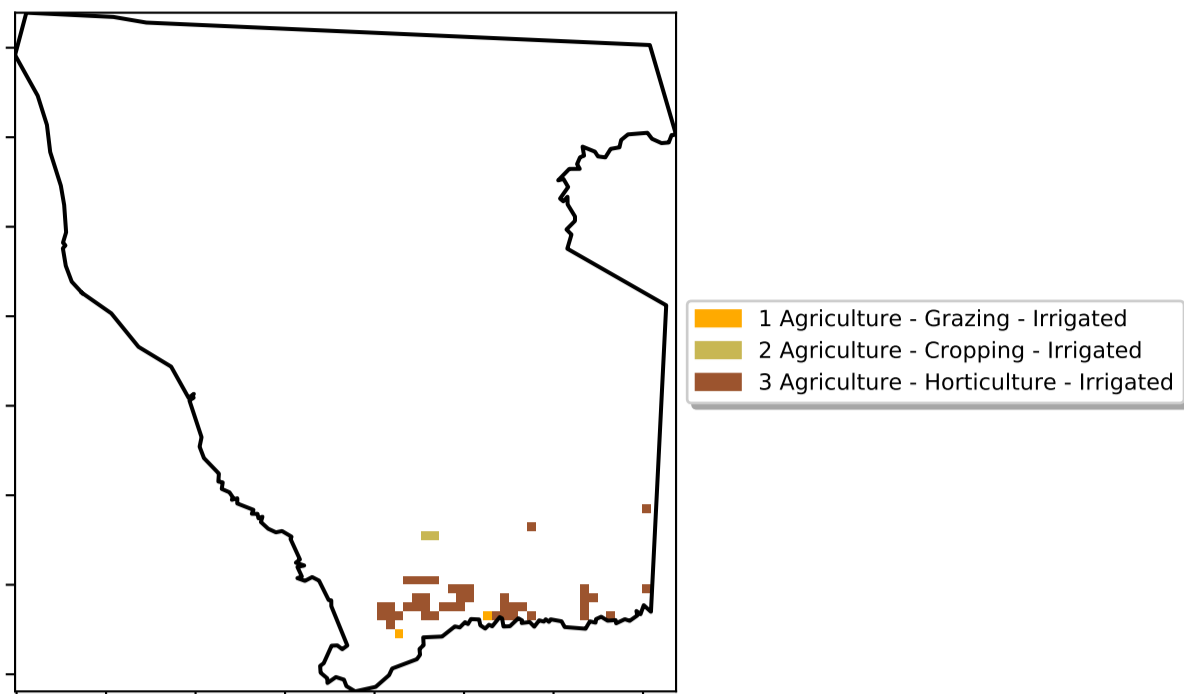 1 Agriculture - Grazing - Irrigated
2 Agriculture - Cropping - Irrigated
3 Agriculture - Horticulture - Irrigated